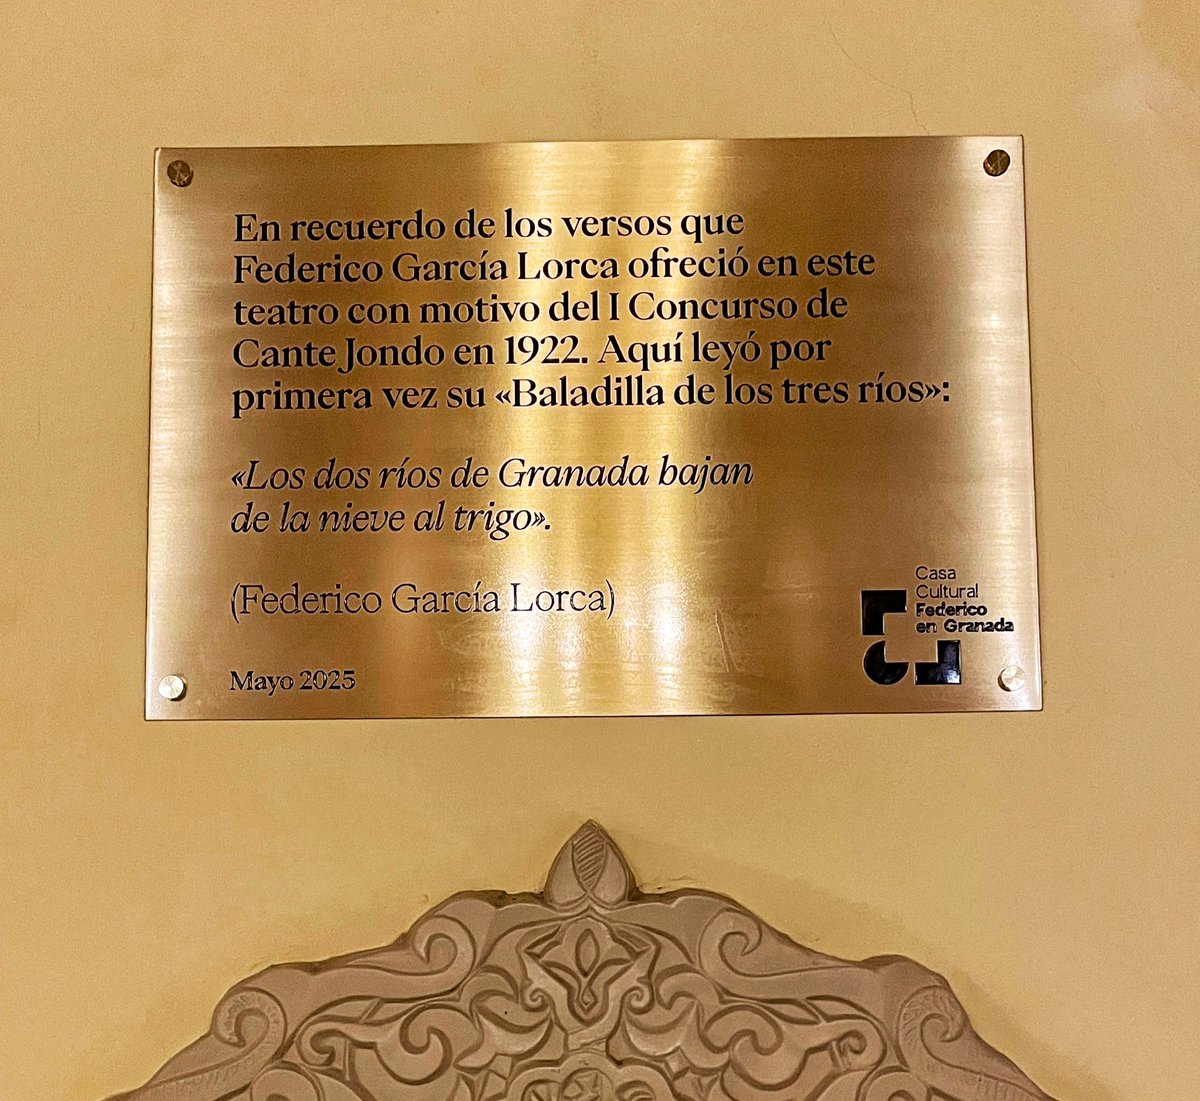 En recuerdo de los versos que
Federico García Lorca ofreció en este
teatro con motivo del I Concurso de
Cante Jondo en 1922. Aquí leyó por
primera vez su «Baladilla de los tres ríos»:
«Los dos ríos de Granada bajan
de la nieve al trigo».
(Federico García Lorca)
Mayo 2025
Casa
Cultural
Federico
en Granada